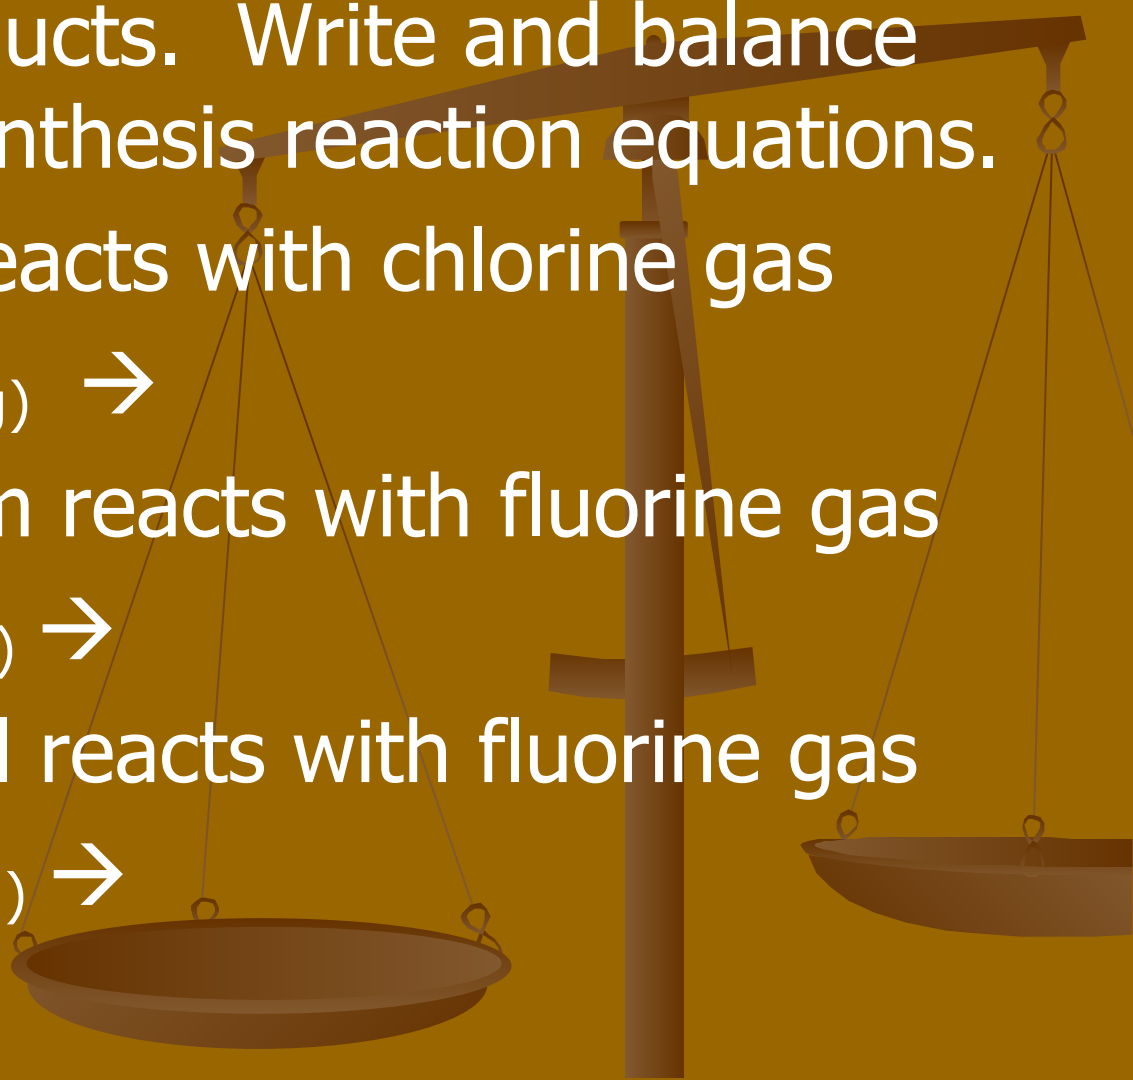 ucts. Write and balance
nthesis reaction equations.
eacts with chlorine gas
g) →
m reacts with fluorine gas
) →
l reacts with fluorine gas
) →